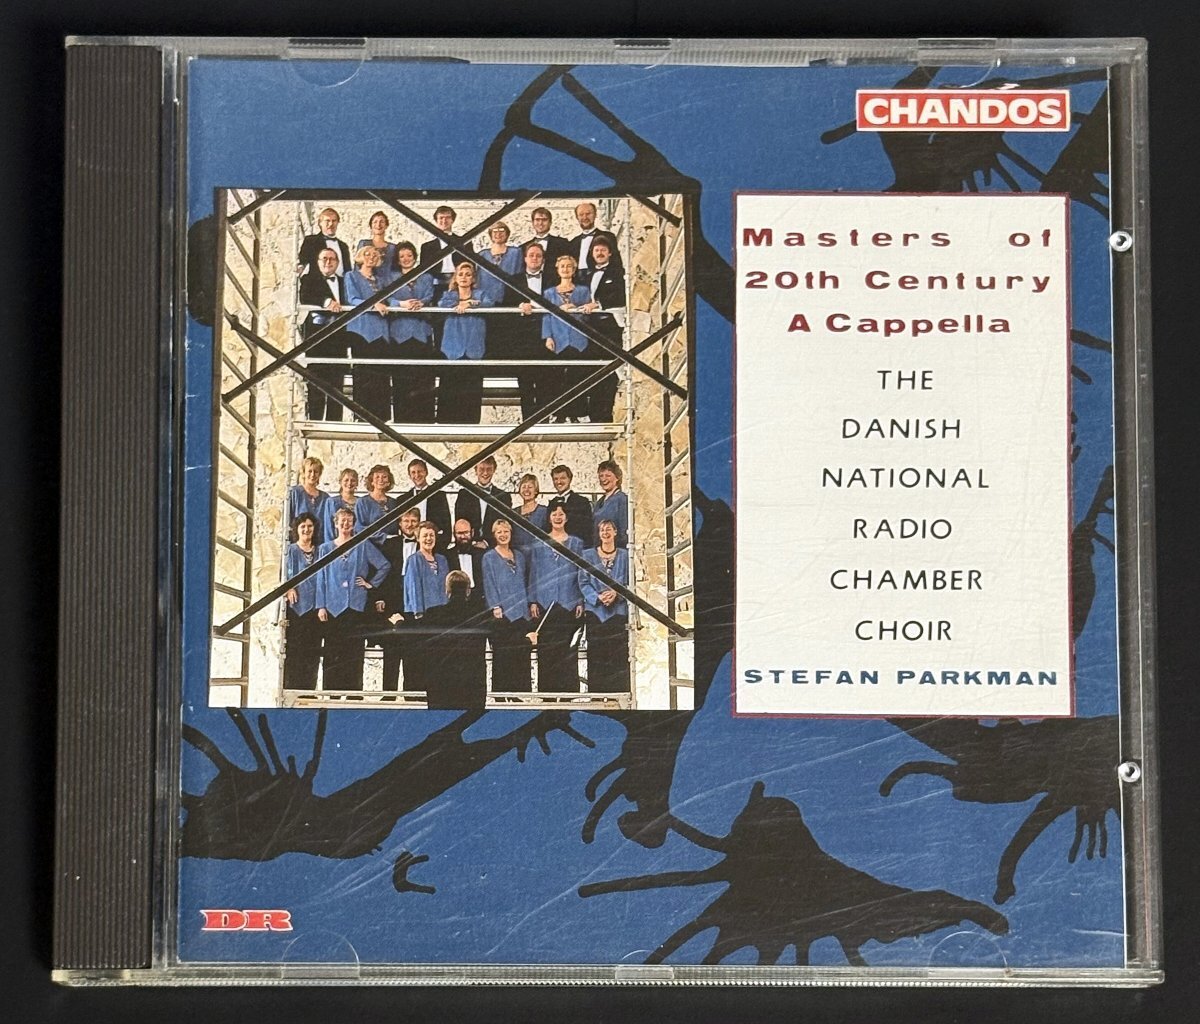 CHANDOS
Masters of
20th Century
A Cappella
THE
DANISH
NATIONAL
RADIO
CHAMBER
CHOIR
STEFAN PARKMAN
DR